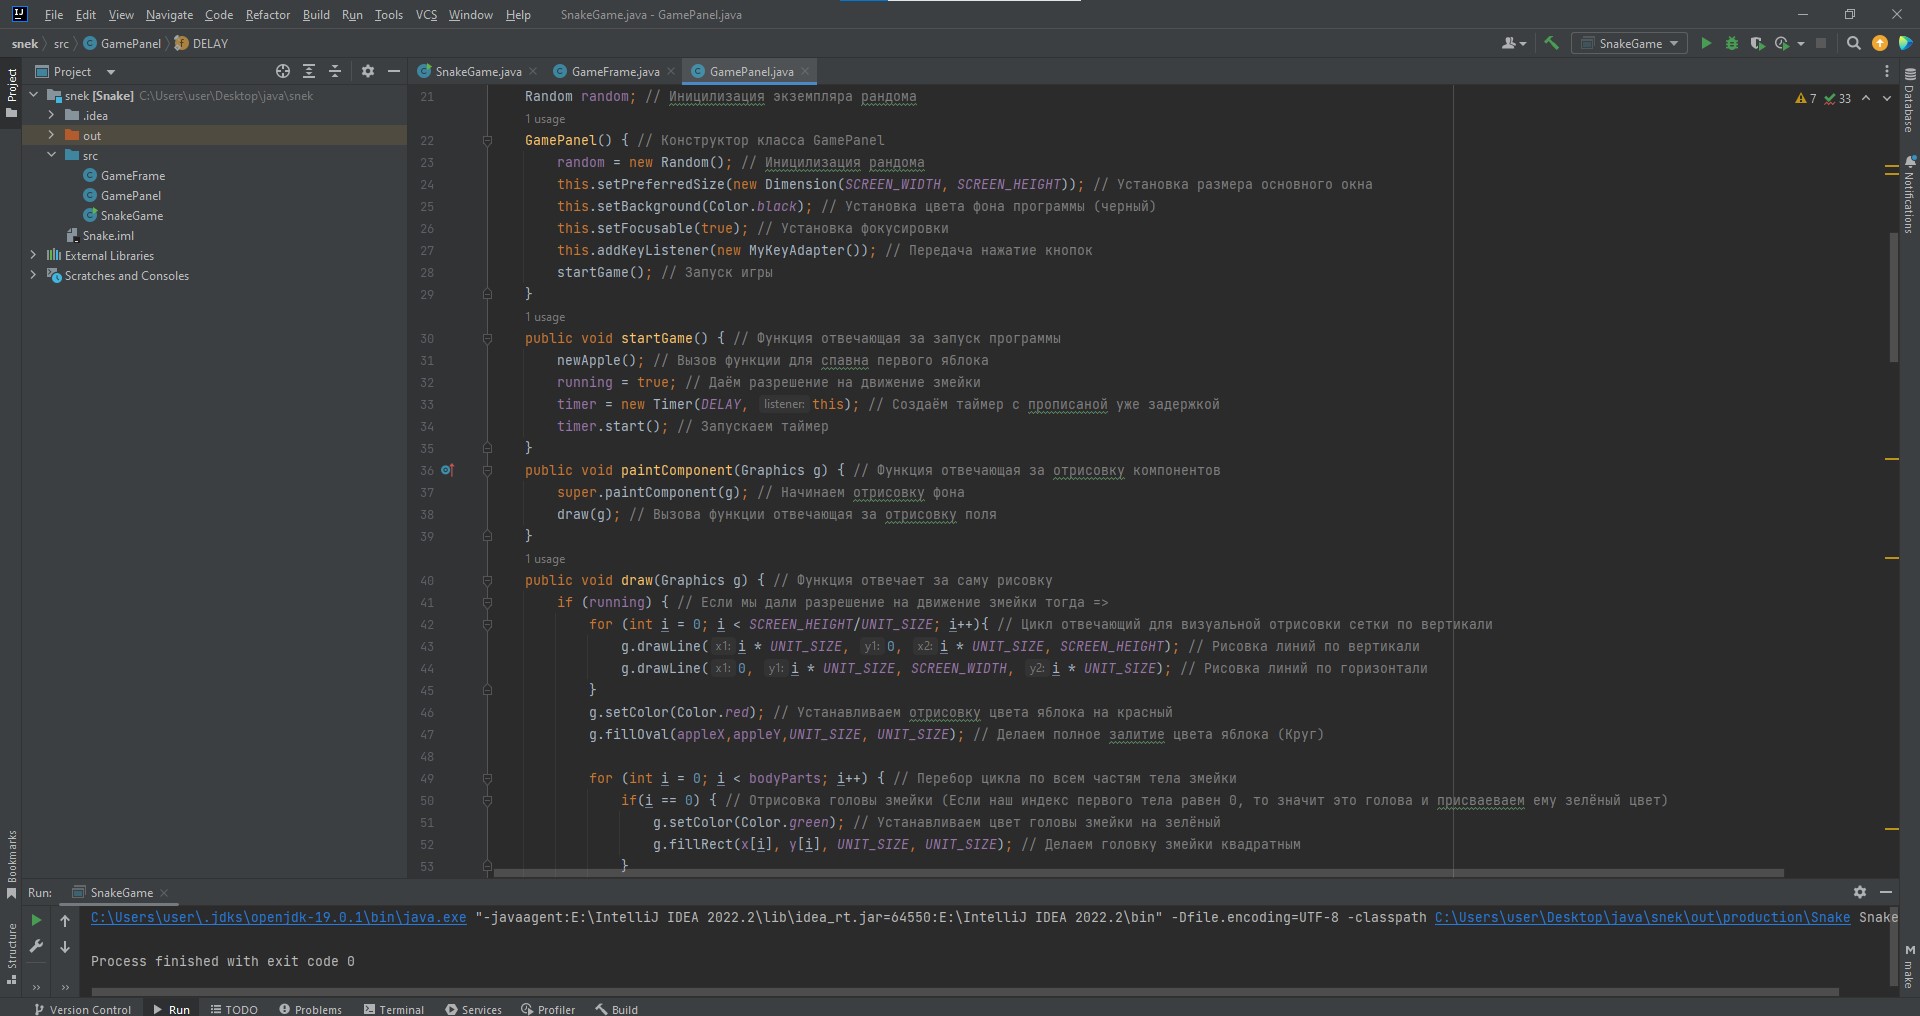 File Edit View Navigate Code Refactor Build Run Tools VCS Window Help SnakeGame.java - GamePanel.java
snek src GamePanel DELAY SnakeGame
Project
SnakeGame.java GameFrame.java GamePanel.java
snek [Snake] C:\Users\user\Desktop\java\snek
.idea
out
src
GameFrame
GamePanel
SnakeGame
Snake.iml
External Libraries
Scratches and Consoles
7 33
21 Random random; // Иницилизация экземпляра рандома
1 usage
22 GamePanel() { // Конструктор класса GamePanel
23 random = new Random(); // Иницилизация рандома
24 this.setPreferredSize(new Dimension(SCREEN_WIDTH, SCREEN_HEIGHT)); // Установка размера основного окна
25 this.setBackground(Color.black); // Установка цвета фона программы (черный)
26 this.setFocusable(true); // Установка фокусировки
27 this.addKeyListener(new MyKeyAdapter()); // Передача нажатие кнопок
28 startGame(); // Запуск игры
29 }
1 usage
30 public void startGame() { // Функция отвечающая за запуск программы
31 newApple(); // Вызов функции для спавна первого яблока
32 running = true; // Даём разрешение на движение змейки
33 timer = new Timer(DELAY, listener: this); // Создаём таймер с прописаной уже задержкой
34 timer.start(); // Запускаем таймер
35 }
36 public void paintComponent(Graphics g) { // Функция отвечающая за отрисовку компонентов
37 super.paintComponent(g); // Начинаем отрисовку фона
38 draw(g); // Вызова функции отвечающая за отрисовку поля
39 }
1 usage
40 public void draw(Graphics g) { // Функция отвечает за саму рисовку
41 if (running) { // Если мы дали разрешение на движение змейки тогда =>
42 for (int i = 0; i < SCREEN_HEIGHT/UNIT_SIZE; i++){ // Цикл отвечающий для визуальной отрисовки сетки по вертикали
43 g.drawLine( x1: i * UNIT_SIZE, y1: 0, x2: i * UNIT_SIZE, SCREEN_HEIGHT); // Рисовка линий по вертикали
44 g.drawLine( x1: 0, y1: i * UNIT_SIZE, SCREEN_WIDTH, y2: i * UNIT_SIZE); // Рисовка линий по горизонтали
45 }
46 g.setColor(Color.red); // Устанавливаем отрисовку цвета яблока на красный
47 g.fillOval(appleX,appleY,UNIT_SIZE, UNIT_SIZE); // Делаем полное залитие цвета яблока (Круг)
48
49 for (int i = 0; i < bodyParts; i++) { // Перебор цикла по всем частям тела змейки
50 if(i == 0) { // Отрисовка головы змейки (Если наш индекс первого тела равен 0, то значит это голова и присваеваем ему зелёный цвет)
51 g.setColor(Color.green); // Устанавливаем цвет головы змейки на зелёный
52 g.fillRect(x[i], y[i], UNIT_SIZE, UNIT_SIZE); // Делаем головку змейки квадратным
53 }
Database
Notifications
make
Bookmarks
Structure
Run: SnakeGame
C:\Users\user\.jdks\openjdk-19.0.1\bin\java.exe "-javaagent:E:\IntelliJ IDEA 2022.2\lib\idea_rt.jar=64550:E:\IntelliJ IDEA 2022.2\bin" -Dfile.encoding=UTF-8 -classpath C:\Users\user\Desktop\java\snek\out\production\Snake Snake
Process finished with exit code 0
Version Control Run TODO Problems Terminal Services Profiler Build